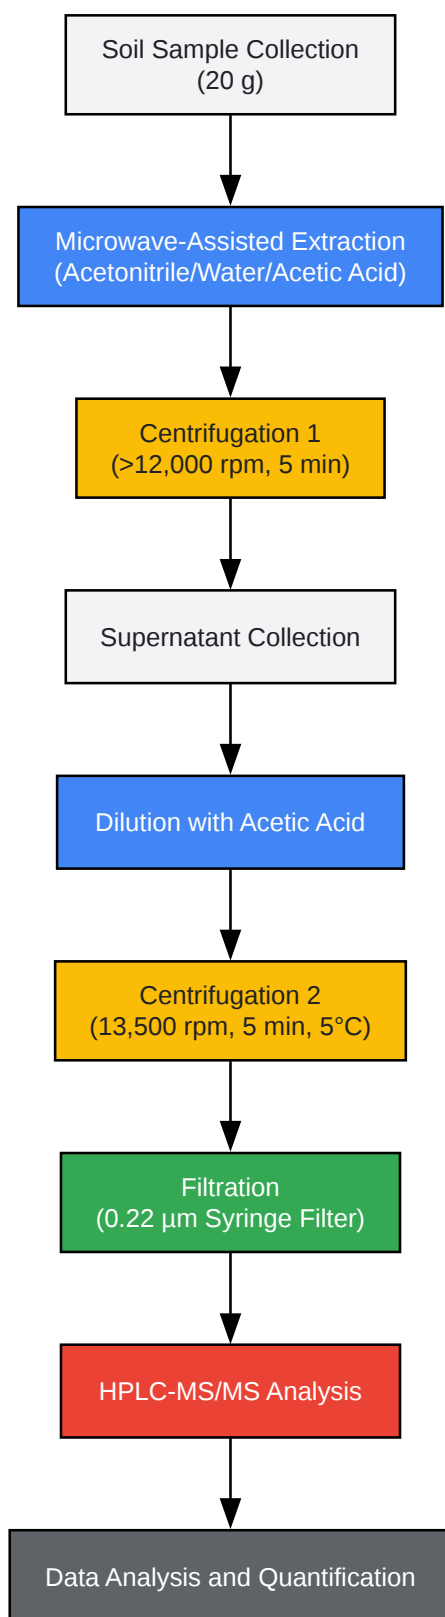 Soil Sample Collection
(20 g)
Microwave-Assisted Extraction
(Acetonitrile/Water/Acetic Acid)
Centrifugation 1
(>12,000 rpm, 5 min)
Supernatant Collection
Dilution with Acetic Acid
Centrifugation 2
(13,500 rpm, 5 min, 5°C)
Filtration
(0.22 µm Syringe Filter)
HPLC-MS/MS Analysis
Data Analysis and Quantification